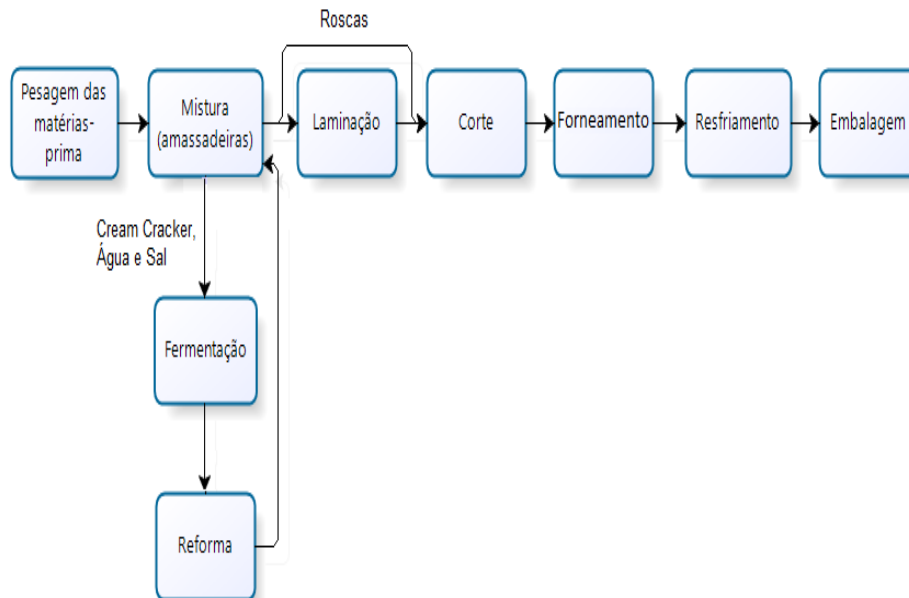 Roscas
Pesagem das
matérias-
prima
Mistura
(amassadeiras)
Laminação
Corte
Forneamento
Resfriamento
Embalagem
Cream Cracker,
Água e Sal
Fermentação
Reforma